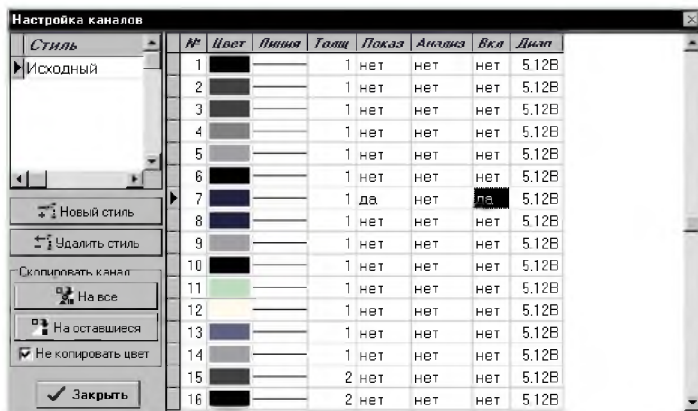 Настройка каналов
Стиль
Исходный
Новый стиль
Удалить стиль
Скопировать канал
На все
На оставшиеся
Не копировать цвет
Закрыть
№ Цвет Линия Толщ Показ Анализ Вкл Диап
1 1 нет нет нет 5.12В
2 1 нет нет нет 5.12В
3 1 нет нет нет 5.12В
4 1 нет нет нет 5.12В
5 1 нет нет нет 5.12В
6 1 нет нет нет 5.12В
7 1 да нет да 5.12В
8 1 нет нет нет 5.12В
9 1 нет нет нет 5.12В
10 1 нет нет нет 5.12В
11 1 нет нет нет 5.12В
12 1 нет нет нет 5.12В
13 1 нет нет нет 5.12В
14 1 нет нет нет 5.12В
15 2 нет нет нет 5.12В
16 2 нет нет нет 5.12В